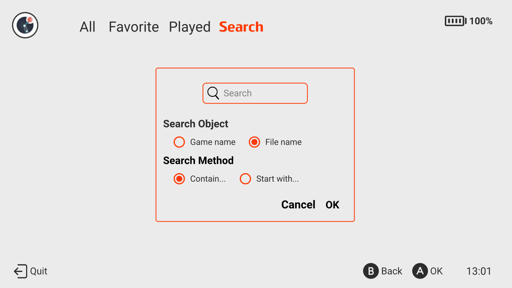 All Favorite Played Search
100%
Search
Search Object
Game name File name
Search Method
Contain... Start with...
Cancel OK
Quit
B Back A OK 13:01